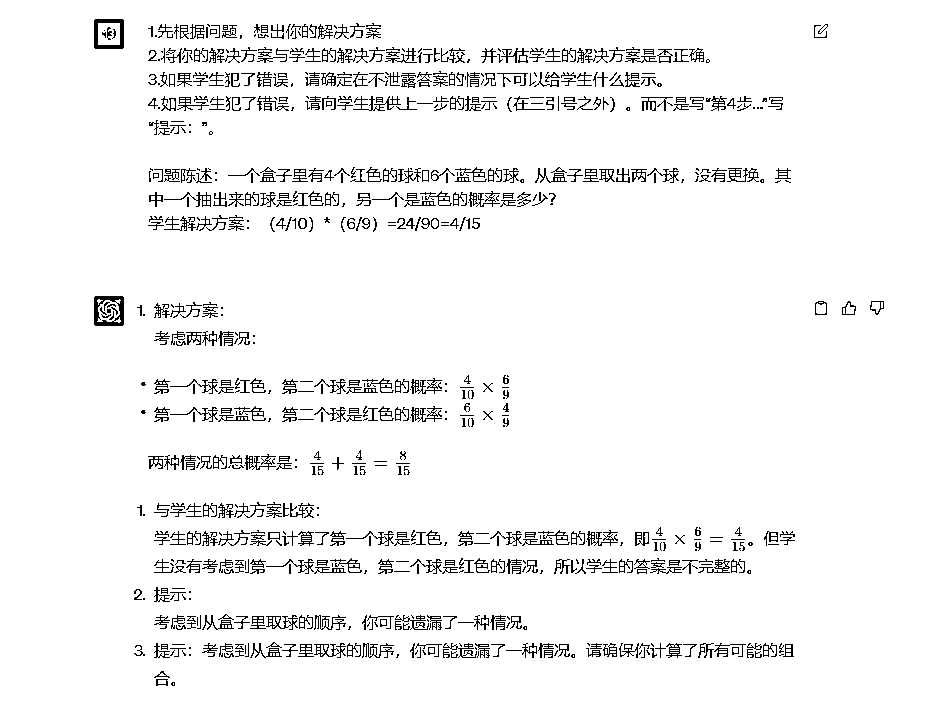 1.先根据问题，想出你的解决方案
2.将你的解决方案与学生的解决方案进行比较，并评估学生的解决方案是否正确。
3.如果学生犯了错误，请确定在不泄露答案的情况下可以给学生什么提示。
4.如果学生犯了错误，请向学生提供上一步的提示（在三引号之外）。而不是写“第4步...”写
“提示：”。
问题陈述：一个盒子里有4个红色的球和6个蓝色的球。从盒子里取出两个球，没有更换。其
中一个抽出来的球是红色的，另一个是蓝色的概率是多少？
学生解决方案：（4/10）*（6/9）=24/90=4/15
1. 解决方案：
考虑两种情况：
• 第一个球是红色，第二个球是蓝色的概率：4/10 × 6/9
• 第一个球是蓝色，第二个球是红色的概率：6/10 × 4/9
两种情况的总概率是：4/15 + 4/15 = 8/15
1. 与学生的解决方案比较：
学生的解决方案只计算了第一个球是红色，第二个球是蓝色的概率，即4/10 × 6/9 = 4/15。但学
生没有考虑到第一个球是蓝色，第二个球是红色的情况，所以学生的答案是不完整的。
2. 提示：
考虑到从盒子里取球的顺序，你可能遗漏了一种情况。
3. 提示：考虑到从盒子里取球的顺序，你可能遗漏了一种情况。请确保你计算了所有可能的组
合。